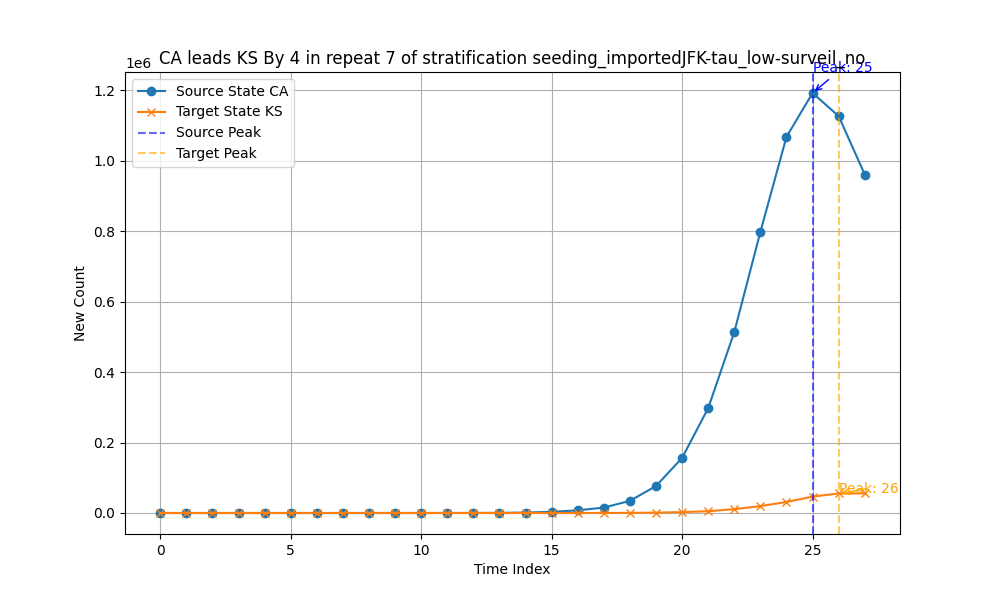 CA leads KS By 4 in repeat 7 of stratification seeding_importedJFK-tau_low-surveil_no
1e6
Peak: 25
Source State CA
Target State KS
Source Peak
Target Peak
1.2
1.0
0.8
0.6
0.4
0.2
0.0
New Count
Peak: 26
0
5
10
15
20
25
Time Index